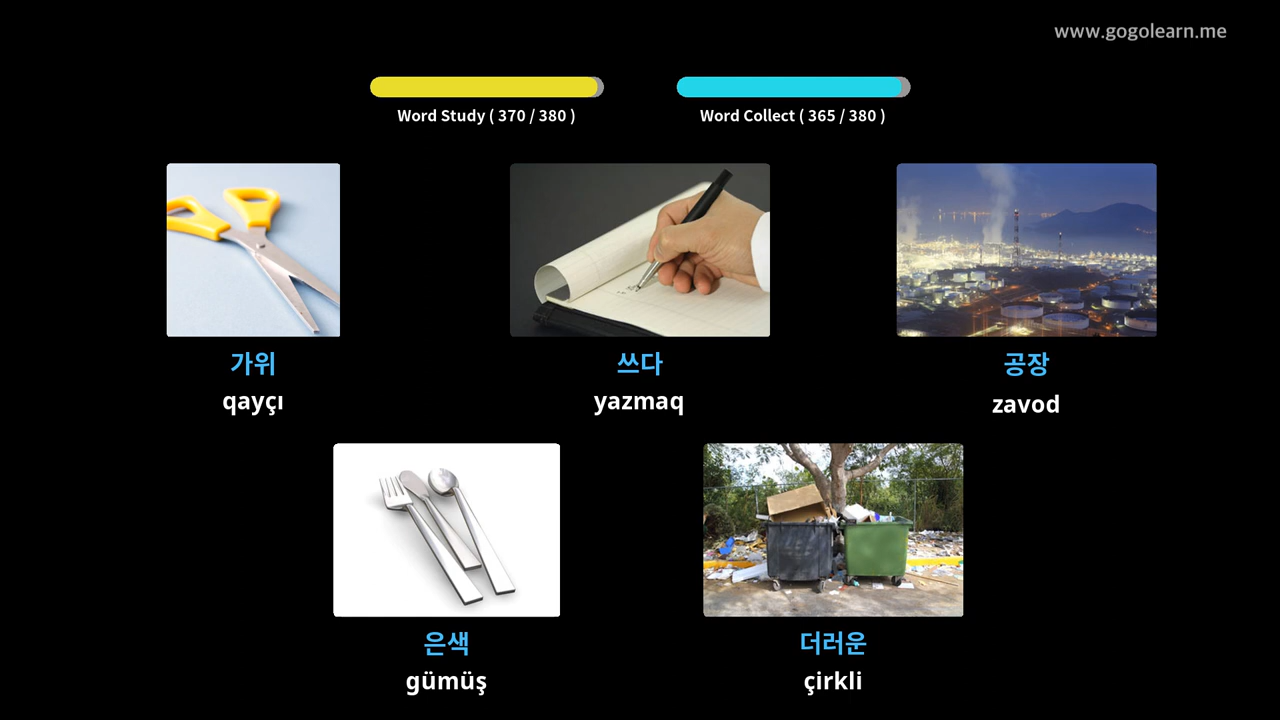 www.gogolearn.me
Word Study ( 370 / 380 )
Word Collect ( 365 / 380 )
가위
qayçı
쓰다
yazmaq
공장
zavod
은색
gümüş
더러운
çirkli